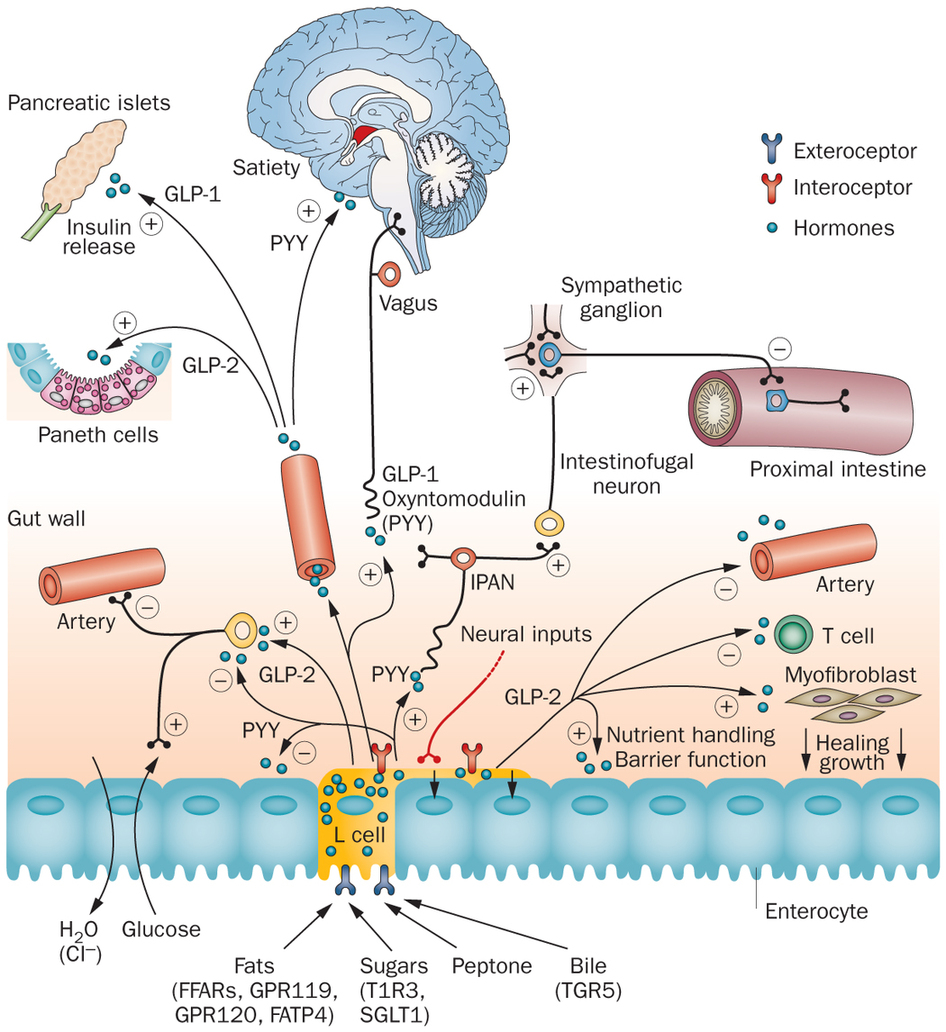 Pancreatic islets
GLP-1
+
Insulin
release
Satiety
+
PYY
Exteroceptor
Interoceptor
Hormones
Vagus
Sympathetic
ganglion
+
−
+
GLP-2
Paneth cells
Proximal intestine
Intestinofugal
neuron
GLP-1
Oxyntomodulin
(PYY)
+
Gut wall
Artery
−
+
GLP-2
−
PYY
−
+
IPAN
+
PYY
+
Neural inputs
GLP-2
−
Artery
−
T cell
+
Myofibroblast
+
Nutrient handling
Barrier function
Healing
growth
L cell
Enterocyte
H₂O
(Cl⁻)
Glucose
Fats
(FFARs, GPR119,
GPR120, FATP4)
Sugars
(T1R3,
SGLT1)
Peptone
Bile
(TGR5)